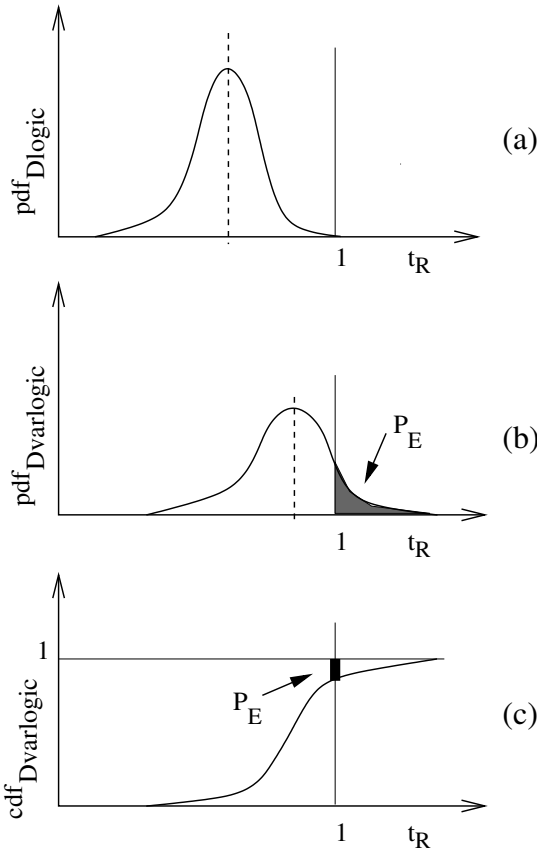 pdf_Dlogic
(a)
1 t_R
pdf_Dvarlogic
P_E
(b)
1 t_R
cdf_Dvarlogic
1
P_E
(c)
1 t_R